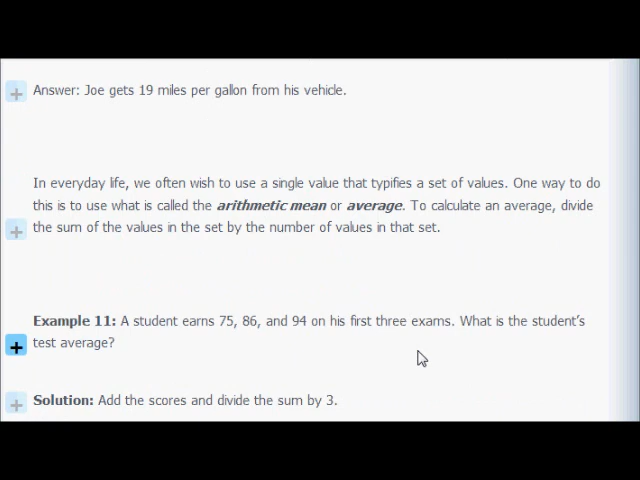 Answer: Joe gets 19 miles per gallon from his vehicle.
In everyday life, we often wish to use a single value that typifies a set of values. One way to do
this is to use what is called the arithmetic mean or average. To calculate an average, divide
the sum of the values in the set by the number of values in that set.
Example 11: A student earns 75, 86, and 94 on his first three exams. What is the student’s
test average?
Solution: Add the scores and divide the sum by 3.